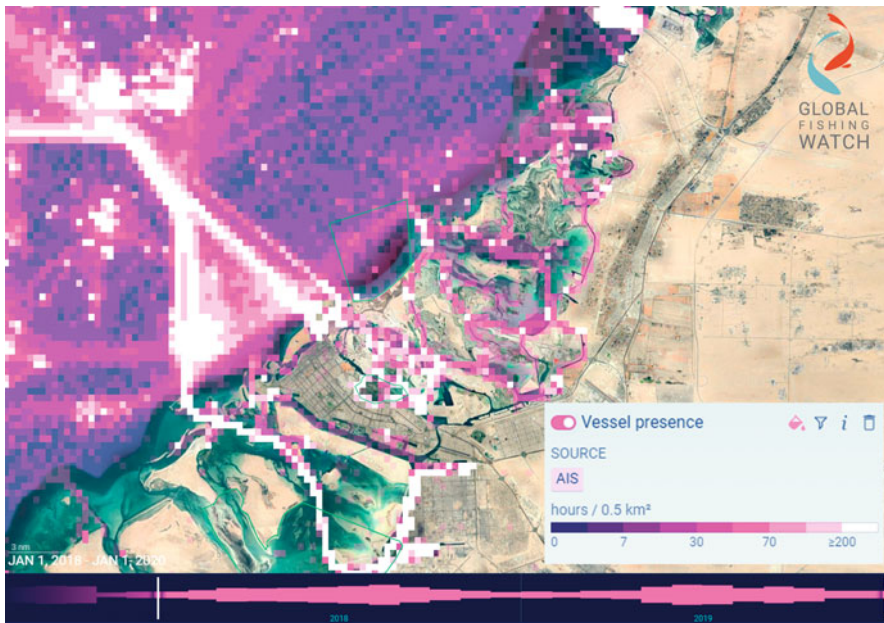 GLOBAL
FISHING
WATCH
Vessel presence
i
SOURCE
AIS
hours / 0.5 km²
0 7 30 70 ≥200
3 nm
JAN 1, 2018 - JAN 1, 2020
2018 2019